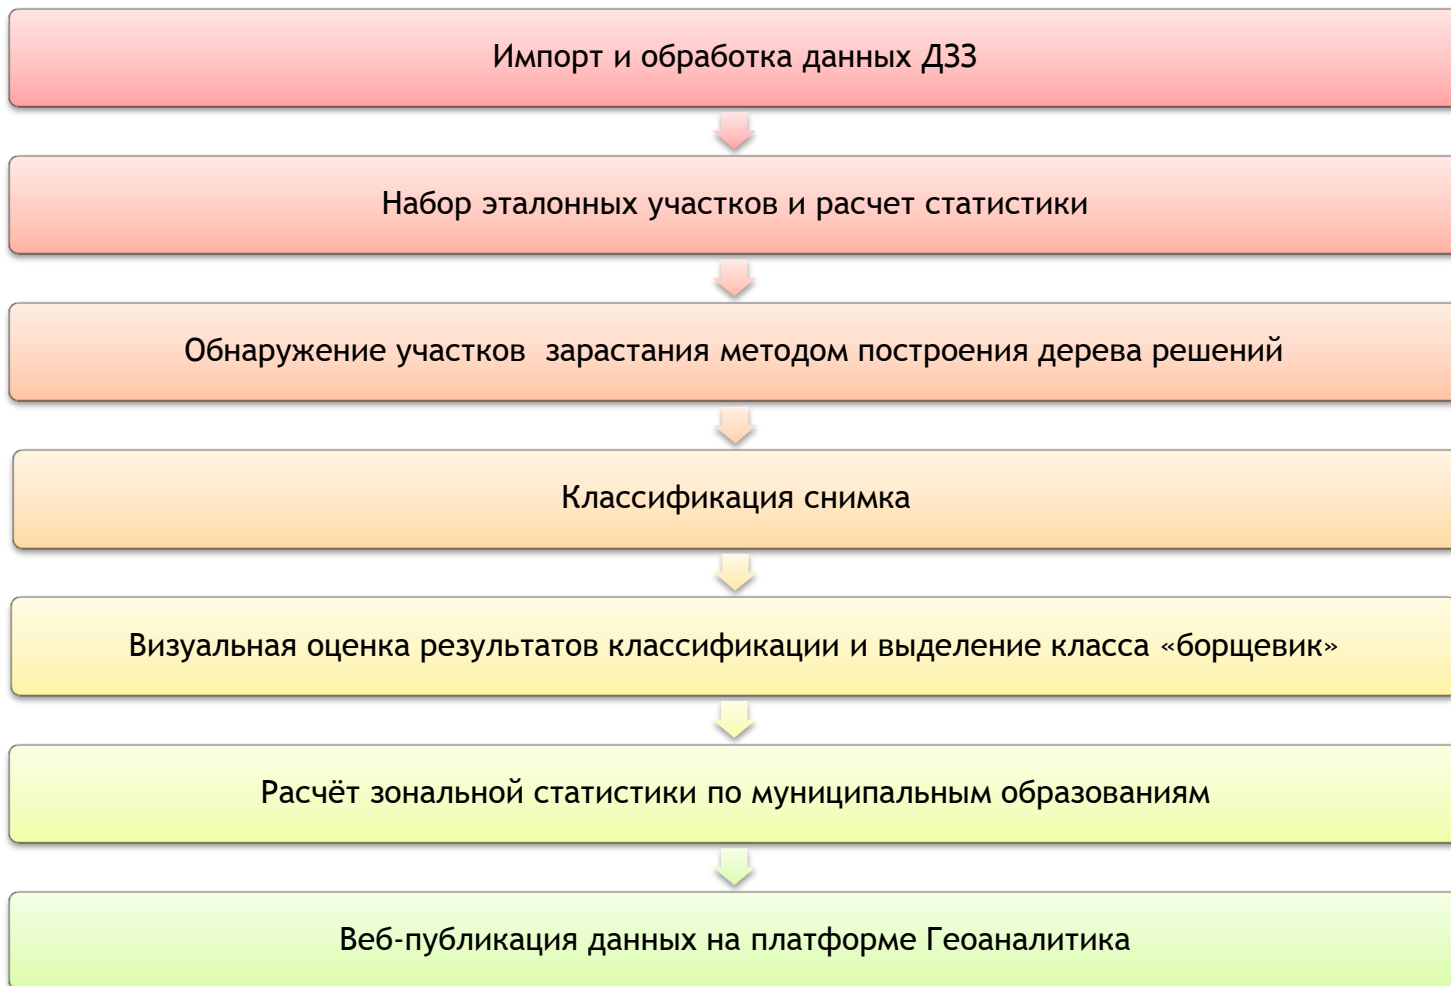 Импорт и обработка данных ДЗЗ
Набор эталонных участков и расчет статистики
Обнаружение участков зарастания методом построения дерева решений
Классификация снимка
Визуальная оценка результатов классификации и выделение класса «борщевик»
Расчёт зональной статистики по муниципальным образованиям
Веб-публикация данных на платформе Геоаналитика